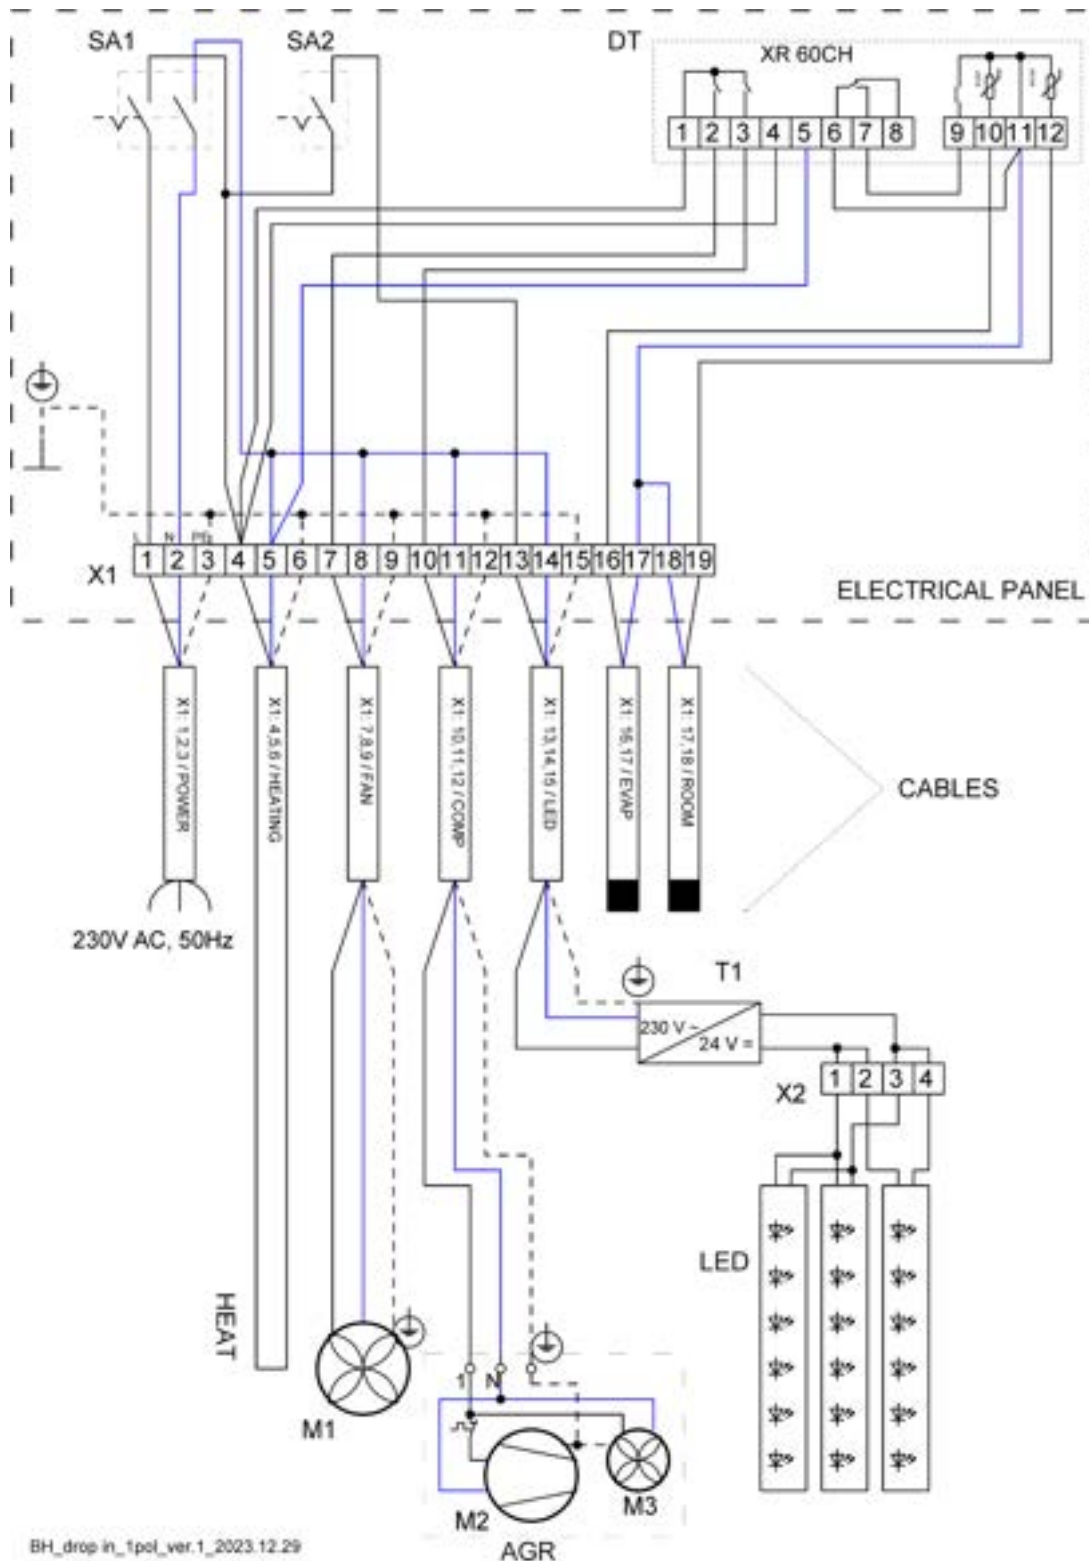 SA1 SA2 DT
XR 60CH
1 2 3 4 5 6 7 8 9 10 11 12
L N PE
X1 1 2 3 4 5 6 7 8 9 10 11 12 13 14 15 16 17 18 19
ELECTRICAL PANEL
X1: 1,2,3 / POWER
X1: 4,5,6 / HEATING
X1: 7,8,9 / FAN
X1: 10,11,12 / COMP
X1: 13,14,15 / LED
X1: 16,17 / EVAP
X1: 17,18 / ROOM
CABLES
230V AC, 50Hz
T1
230 V ~
24 V =
X2 1 2 3 4
LED
HEAT
M1
1 N
M2
M3
AGR
BH_drop in_1pol_ver.1_2023.12.29